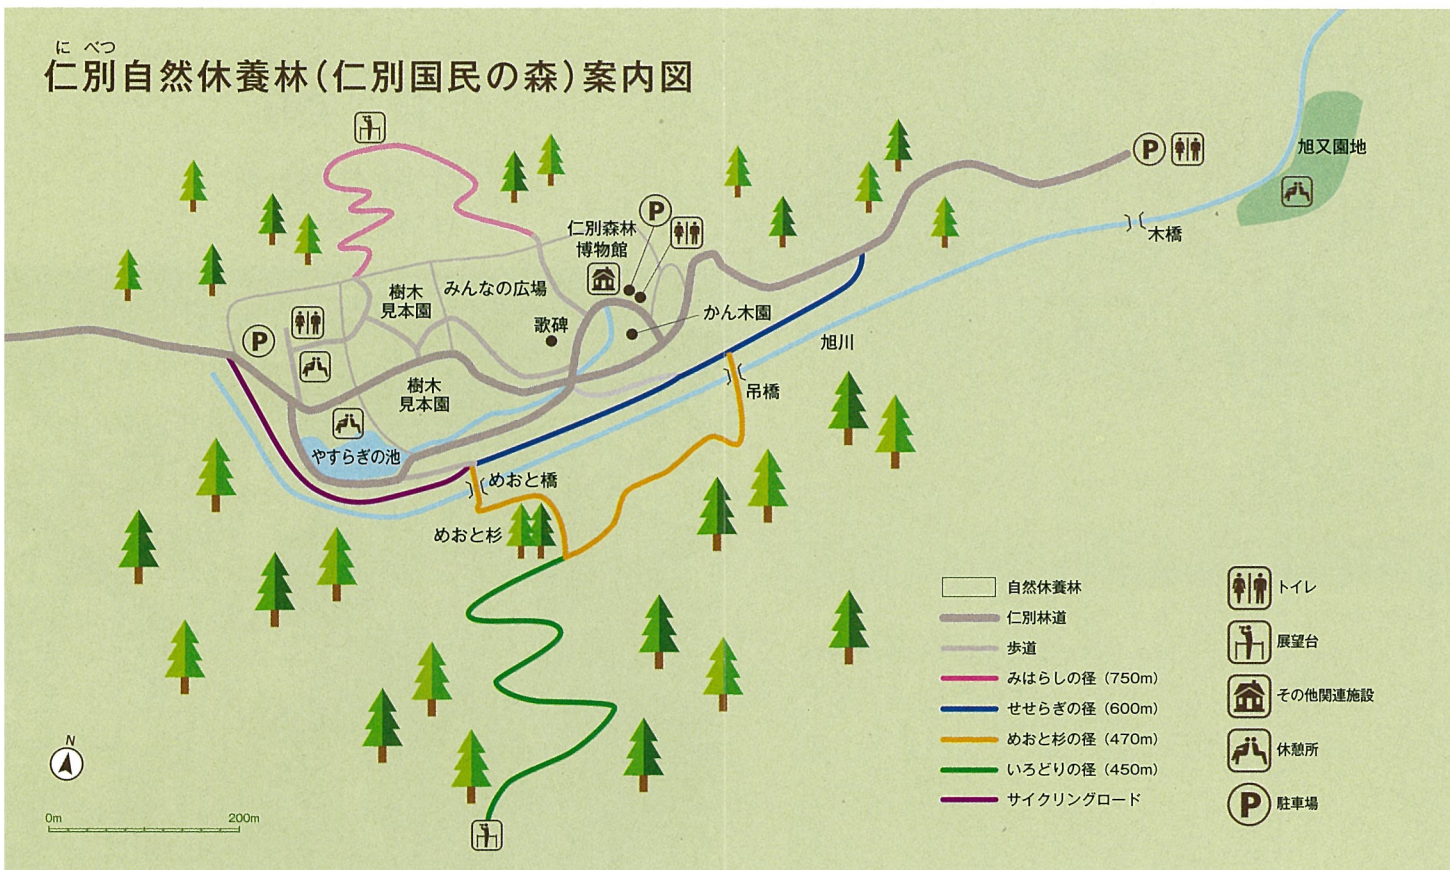 に べつ
仁別自然休養林(仁別国民の森)案内図
旭又園地
P
木橋
P
仁別森林
博物館
みんなの広場
樹木
見本園
かん木園
歌碑
P
旭川
樹木
見本園
吊橋
やすらぎの池
めおと橋
めおと杉
自然休養林
仁別林道
歩道
みはらしの径(750m)
せせらぎの径(600m)
めおと杉の径(470m)
いろどりの径(450m)
サイクリングロード
トイレ
展望台
その他関連施設
休憩所
P 駐車場
N
0m 200m